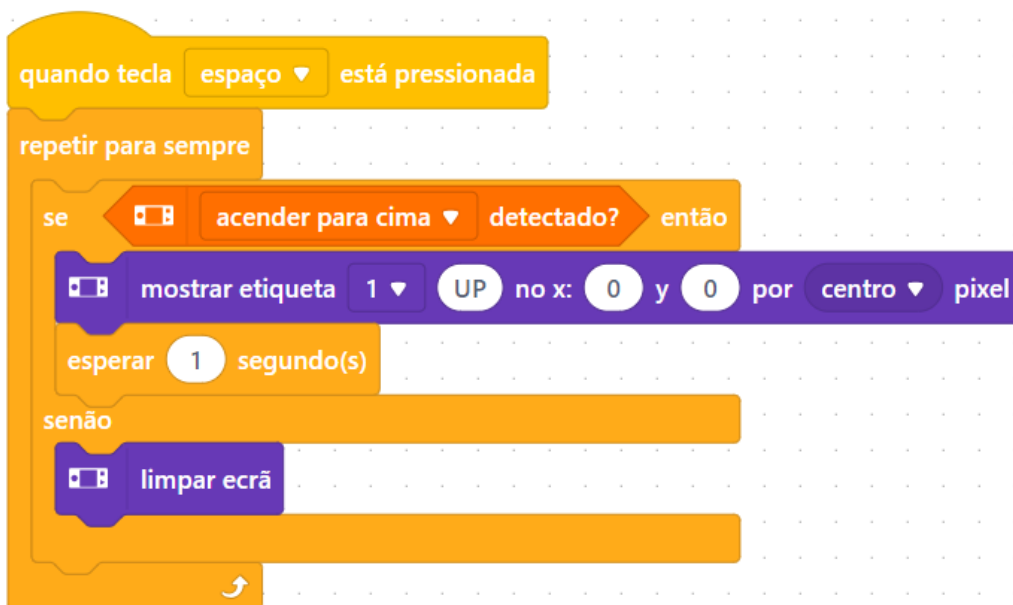 quando tecla espaço está pressionada
repetir para sempre
se acender para cima detectado? então
mostrar etiqueta 1 UP no x: 0 y 0 por centro pixel
esperar 1 segundo(s)
senão
limpar ecrã